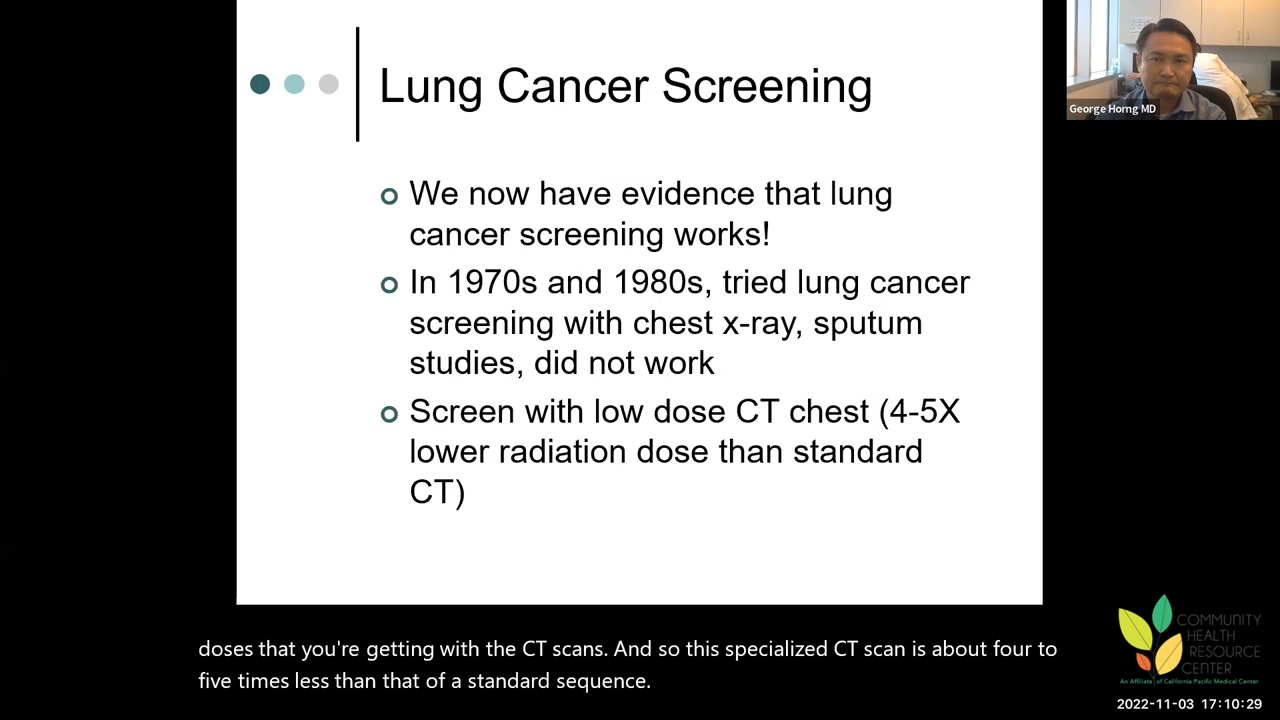 Lung Cancer Screening
George Horng MD
We now have evidence that lung
cancer screening works!
In 1970s and 1980s, tried lung cancer
screening with chest x-ray, sputum
studies, did not work
Screen with low dose CT chest (4-5X
lower radiation dose than standard
CT)
doses that you're getting with the CT scans. And so this specialized CT scan is about four to
five times less than that of a standard sequence.
COMMUNITY
HEALTH
RESOURCE
CENTER
An Affiliate of California Pacific Medical Center
2022-11-03 17:10:29